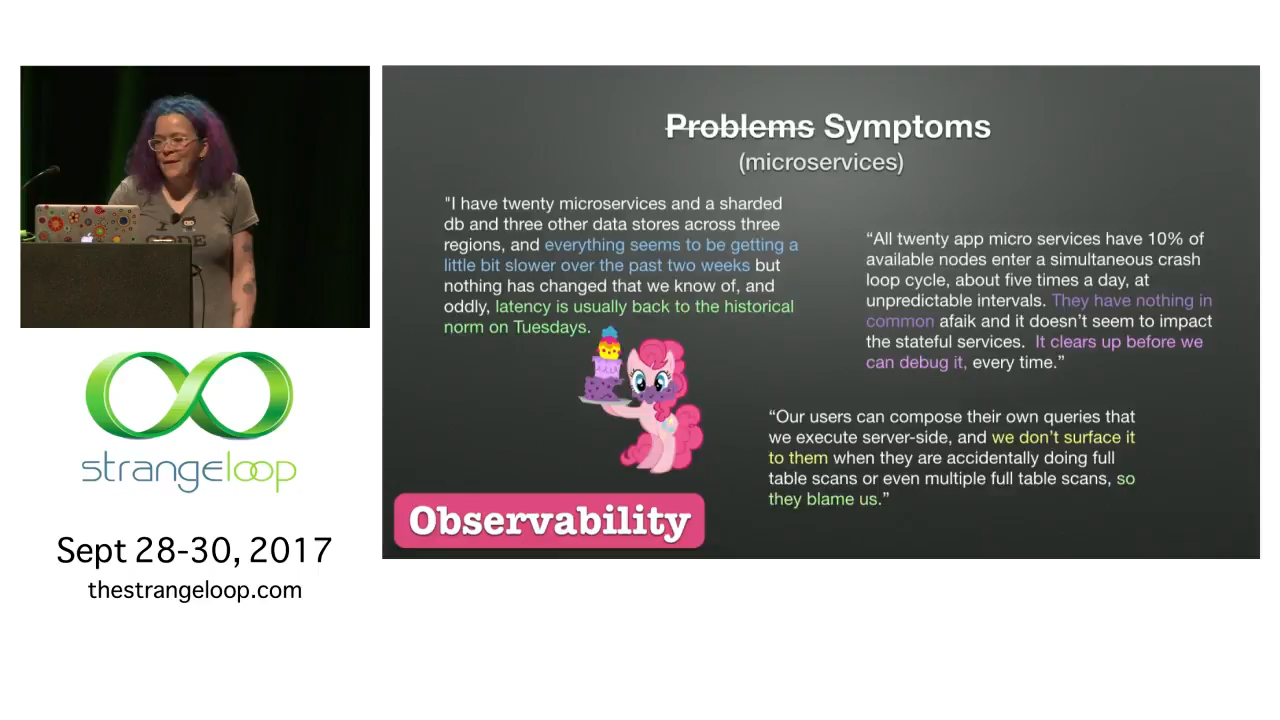 I
CODE
strangeloop
Sept 28-30, 2017
thestrangeloop.com
Problems Symptoms
(microservices)
"I have twenty microservices and a sharded
db and three other data stores across three
regions, and everything seems to be getting a
little bit slower over the past two weeks but
nothing has changed that we know of, and
oddly, latency is usually back to the historical
norm on Tuesdays.
“All twenty app micro services have 10% of
available nodes enter a simultaneous crash
loop cycle, about five times a day, at
unpredictable intervals. They have nothing in
common afaik and it doesn’t seem to impact
the stateful services.  It clears up before we
can debug it, every time.”
“Our users can compose their own queries that
we execute server-side, and we don’t surface it
to them when they are accidentally doing full
table scans or even multiple full table scans, so
they blame us.”
Observability